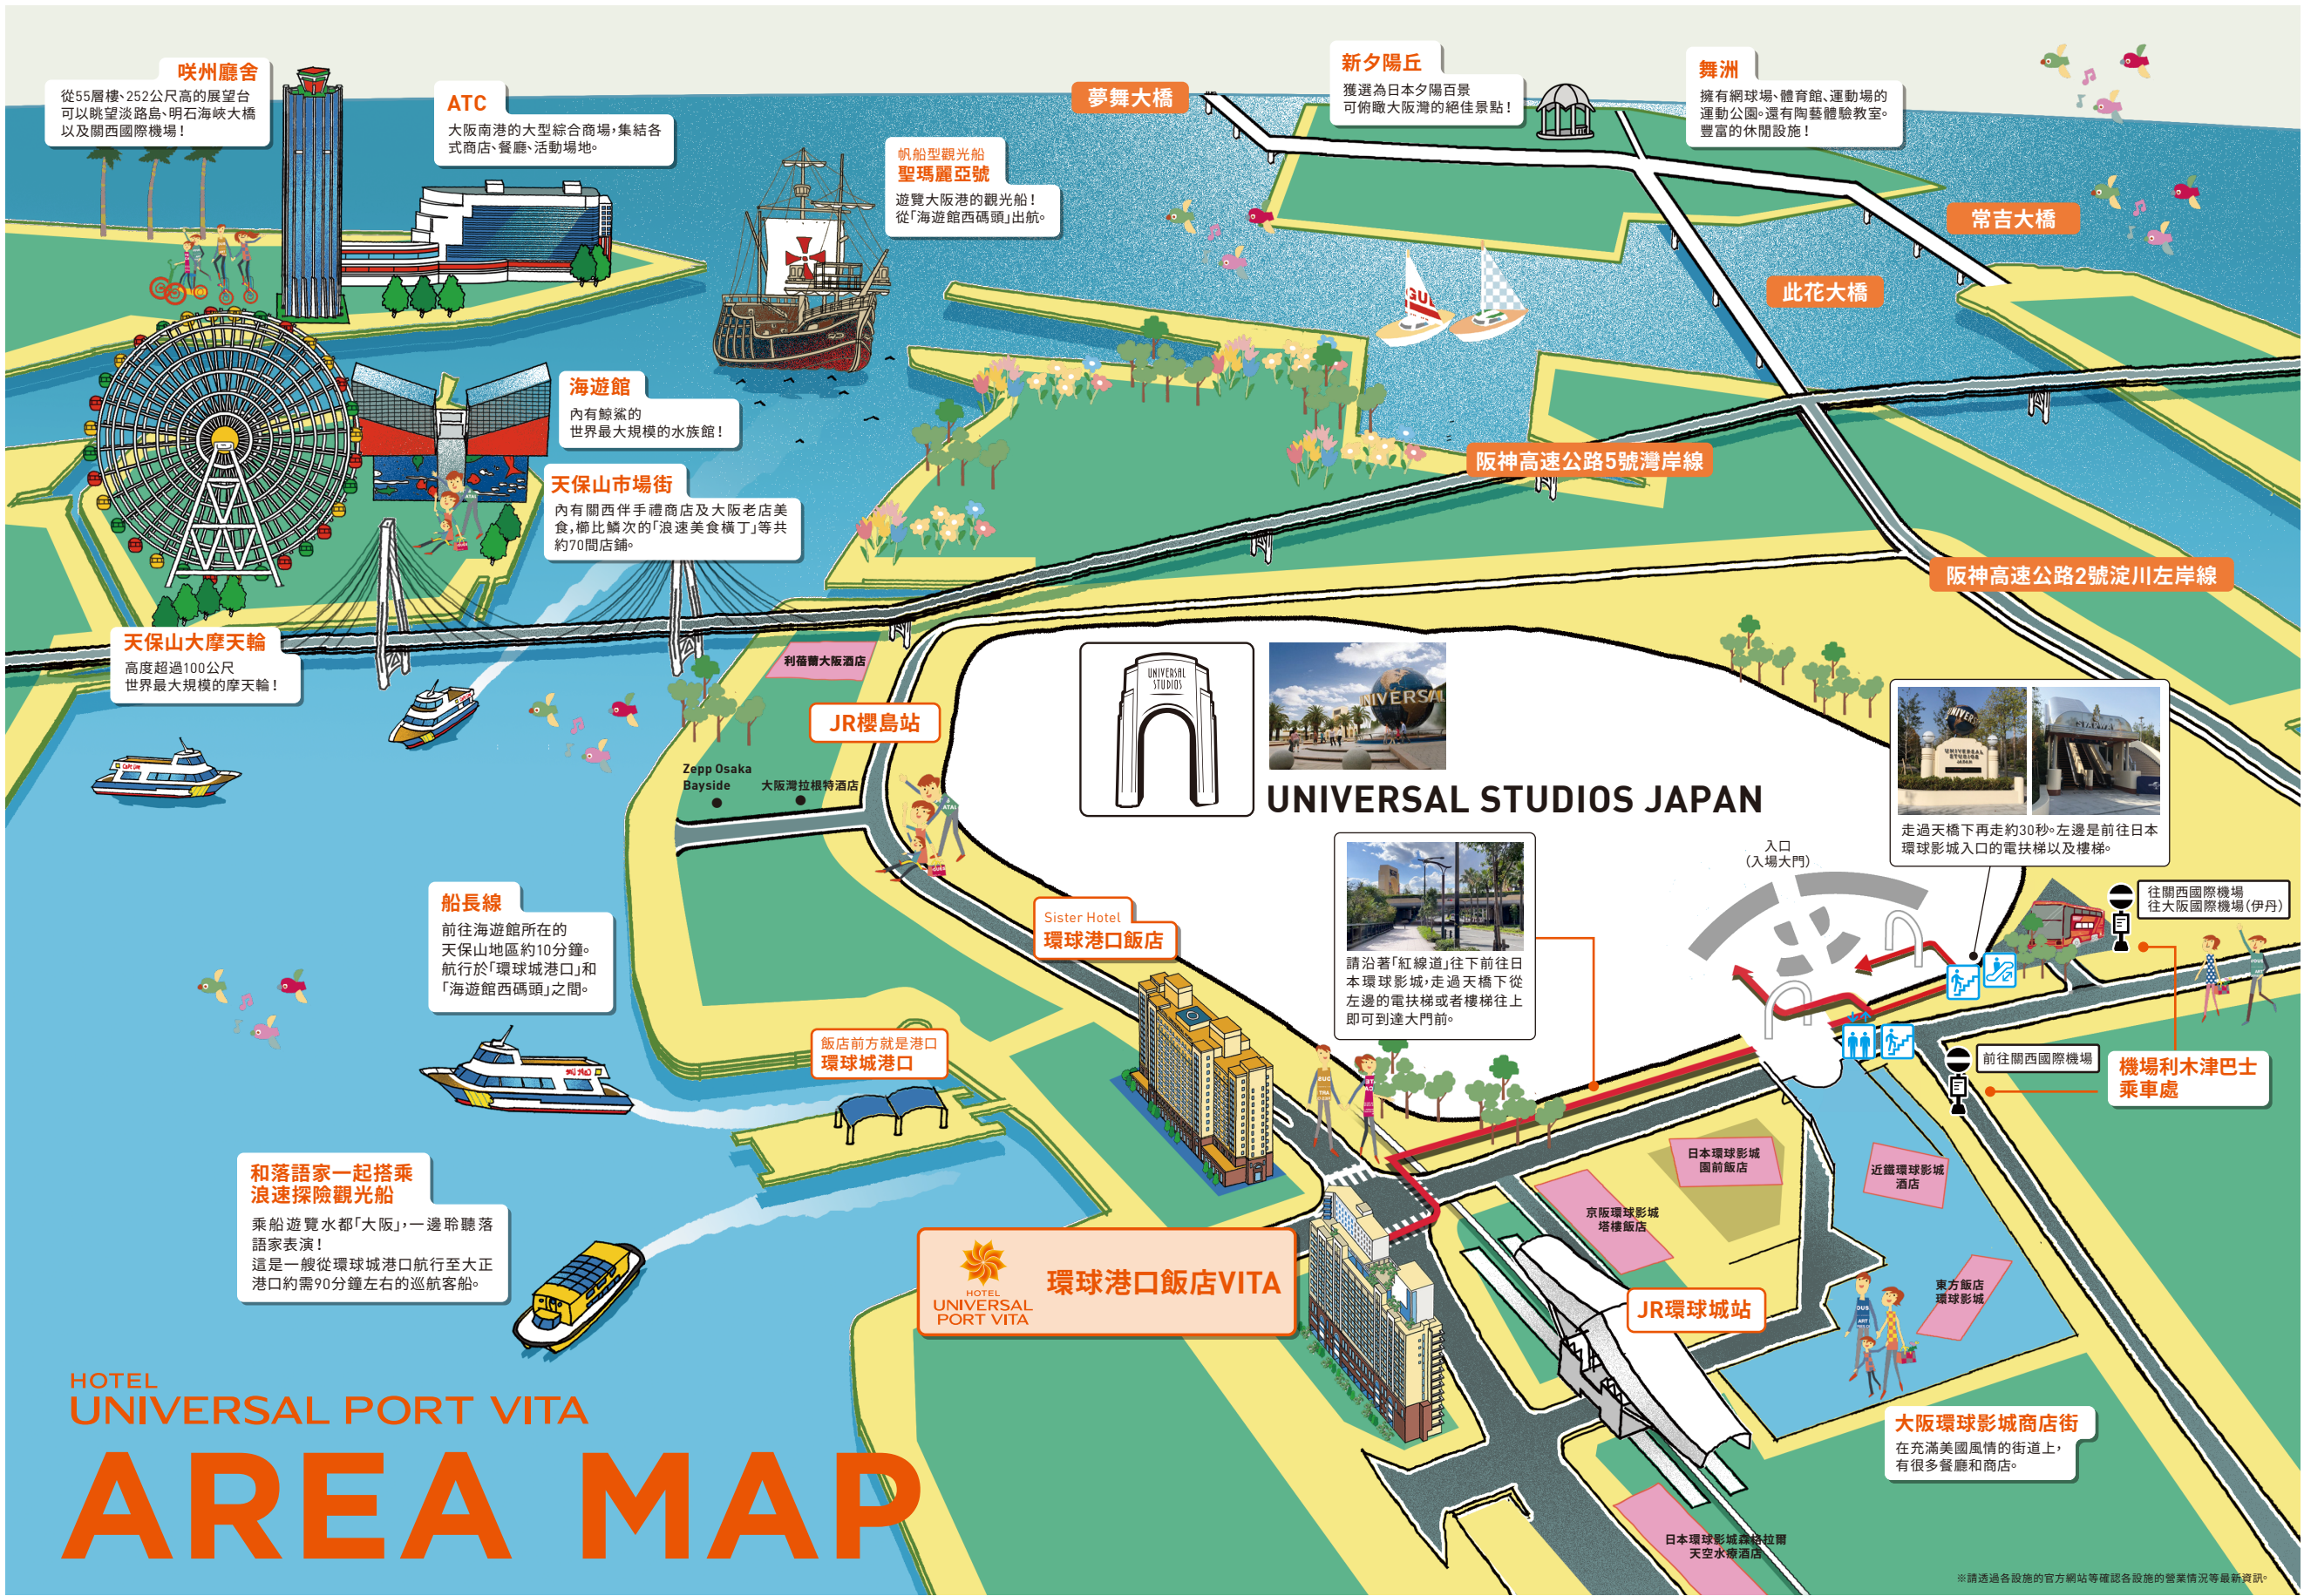 咲州廳舍
從55層樓、252公尺高的展望台
可以眺望淡路島、明石海峽大橋
以及關西國際機場！
ATC
大阪南港的大型綜合商場，集結各
式商店、餐廳、活動場地。
帆船型觀光船
聖瑪麗亞號
遊覽大阪港的觀光船！
從「海遊館西碼頭」出航。
夢舞大橋
新夕陽丘
獲選為日本夕陽百景
可俯瞰大阪灣的絕佳景點！
舞洲
擁有網球場、體育館、運動場的
運動公園。還有陶藝體驗教室。
豐富的休閒設施！
常吉大橋
此花大橋
海遊館
內有鯨鯊的
世界最大規模的水族館！
天保山市場街
內有關西伴手禮商店及大阪老店美
食，櫛比鱗次的「浪速美食橫丁」等共
約70間店鋪。
阪神高速公路5號灣岸線
阪神高速公路2號淀川左岸線
天保山大摩天輪
高度超過100公尺
世界最大規模的摩天輪！
利蓓爾大阪酒店
JR櫻島站
Zepp Osaka
Bayside
大阪灣拉根特酒店
UNIVERSAL
STUDIOS
UNIVERSAL STUDIOS JAPAN
走過天橋下再走約30秒。左邊是前往日本
環球影城入口的電扶梯以及樓梯。
入口
（入場大門）
往關西國際機場
往大阪國際機場（伊丹）
船長線
前往海遊館所在的
天保山地區約10分鐘。
航行於「環球城港口」和
「海遊館西碼頭」之間。
Sister Hotel
環球港口飯店
請沿著「紅線道」往下前往日
本環球影城，走過天橋下從
左邊的電扶梯或者樓梯往上
即可到達大門前。
飯店前方就是港口
環球城港口
前往關西國際機場
機場利木津巴士
乘車處
和落語家一起搭乘
浪速探險觀光船
乘船遊覽水都「大阪」，一邊聆聽落
語家表演！
這是一艘從環球城港口航行至大正
港口約需90分鐘左右的巡航客船。
日本環球影城
園前飯店
近鐵環球影城
酒店
京阪環球影城
塔樓飯店
東方飯店
環球影城
HOTEL
UNIVERSAL
PORT VITA
環球港口飯店VITA
JR環球城站
大阪環球影城商店街
在充滿美國風情的街道上，
有很多餐廳和商店。
日本環球影城森格拉爾
天空水療酒店
HOTEL
UNIVERSAL PORT VITA
AREA MAP
※請透過各設施的官方網站等確認各設施的營業情況等最新資訊。